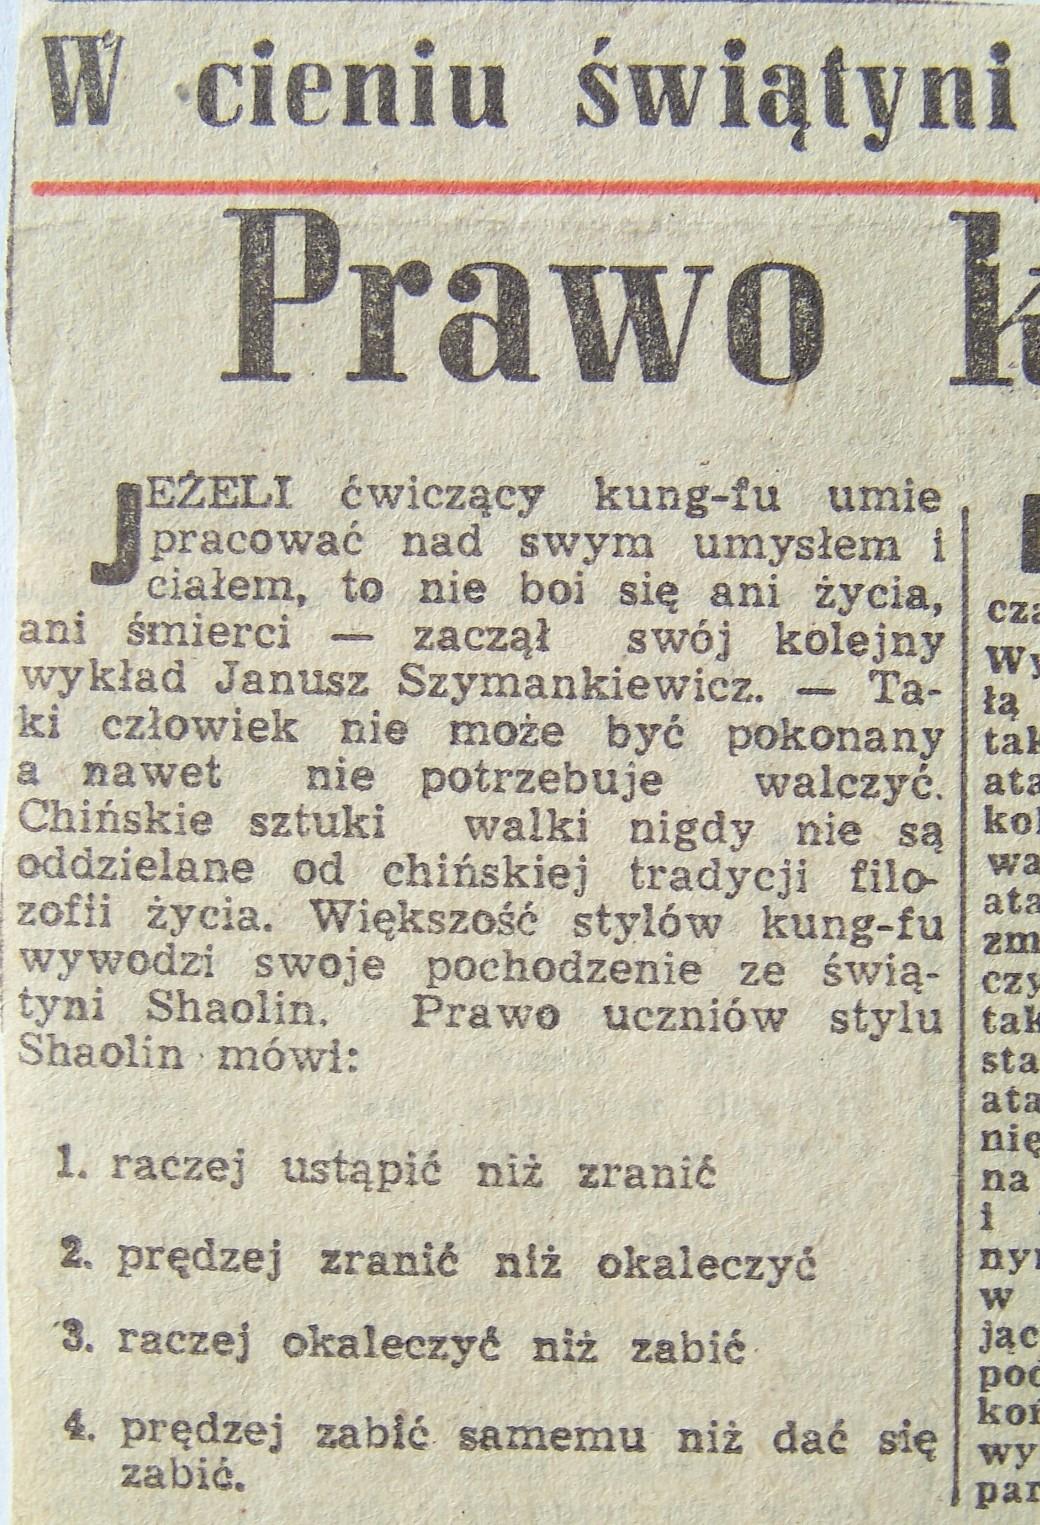 W cieniu świątyni
Prawo
JEŻELI ćwiczący kung-fu umie
pracować nad swym umysłem i
ciałem, to nie boi się ani życia,
ani śmierci — zaczął swój kolejny
wykład Janusz Szymankiewicz. — Ta-
ki człowiek nie może być pokonany
a nawet nie potrzebuje walczyć.
Chińskie sztuki walki nigdy nie są
oddzielane od chińskiej tradycji filo-
zofii życia. Większość stylów kung-fu
wywodzi swoje pochodzenie ze świą-
tyni Shaolin. Prawo uczniów stylu
Shaolin mówi:
1. raczej ustąpić niż zranić
2. prędzej zranić niż okaleczyć
3. raczej okaleczyć niż zabić
4. prędzej zabić samemu niż dać się
zabić.